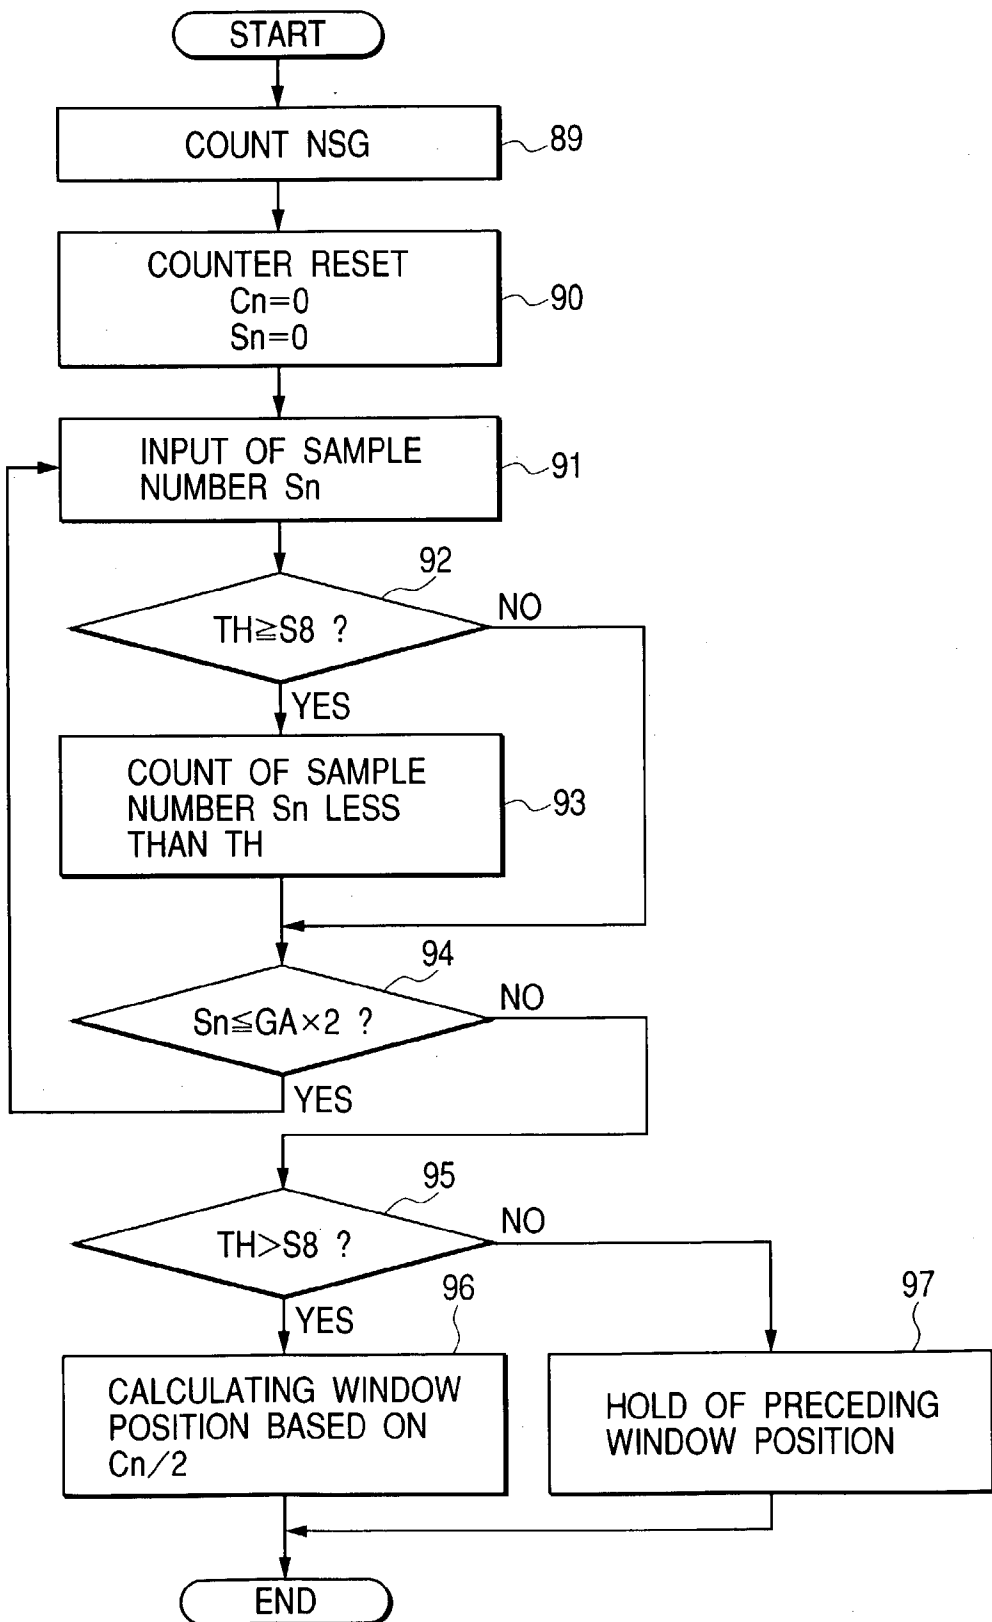 START
COUNT NSG
89
COUNTER RESET
Cn=0
Sn=0
90
INPUT OF SAMPLE
NUMBER Sn
91
92
TH≧S8 ?
NO
YES
COUNT OF SAMPLE
NUMBER Sn LESS
THAN TH
93
94
Sn≦GA×2 ?
NO
YES
95
TH>S8 ?
NO
YES
96
CALCULATING WINDOW
POSITION BASED ON
Cn/2
97
HOLD OF PRECEDING
WINDOW POSITION
END